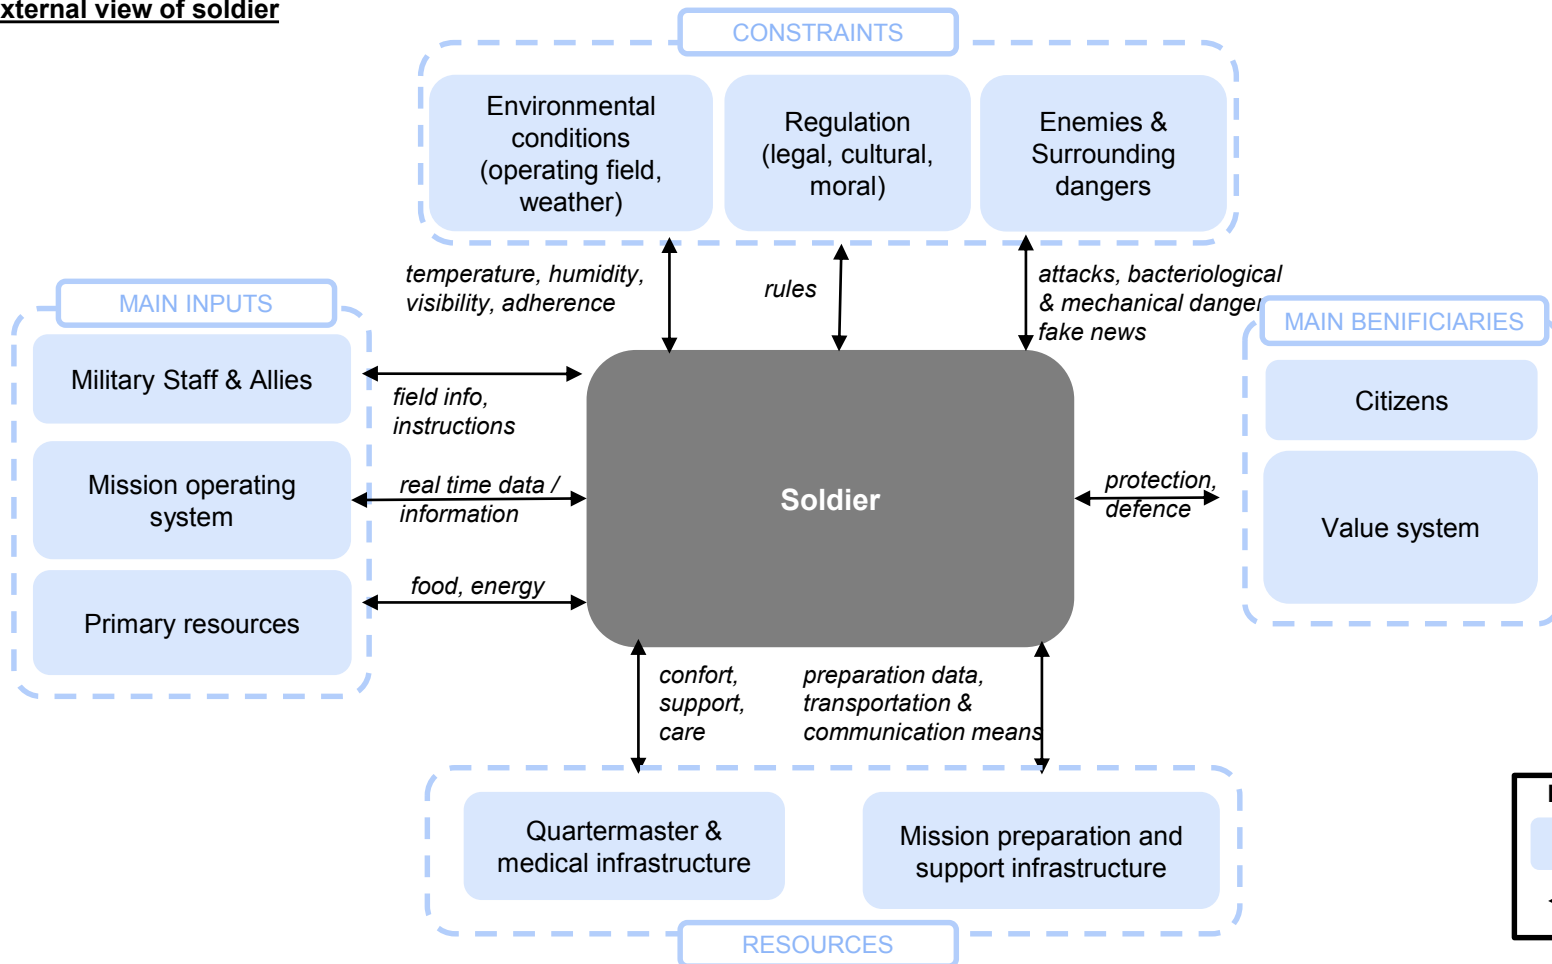 xternal view of soldier
CONSTRAINTS
Environmental
conditions
(operating field,
weather)
Regulation
(legal, cultural,
moral)
Enemies &
Surrounding
dangers
temperature, humidity,
visibility, adherence
rules
attacks, bacteriological
& mechanical danger
fake news
MAIN INPUTS
Military Staff & Allies
field info,
instructions
Mission operating
system
real time data /
information
Primary resources
food, energy
Soldier
MAIN BENIFICIARIES
Citizens
Value system
protection,
defence
confort,
support,
care
preparation data,
transportation &
communication means
Quartermaster &
medical infrastructure
Mission preparation and
support infrastructure
RESOURCES